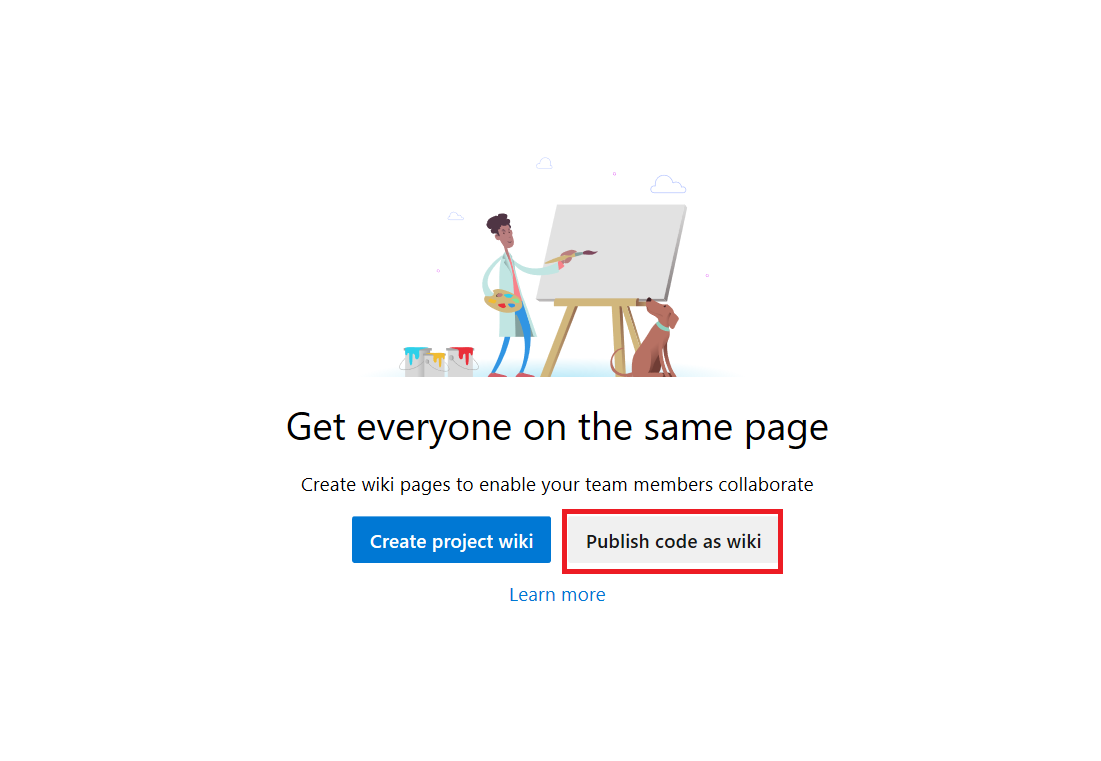 Get everyone on the same page
Create wiki pages to enable your team members collaborate
Create project wiki
Publish code as wiki
Learn more